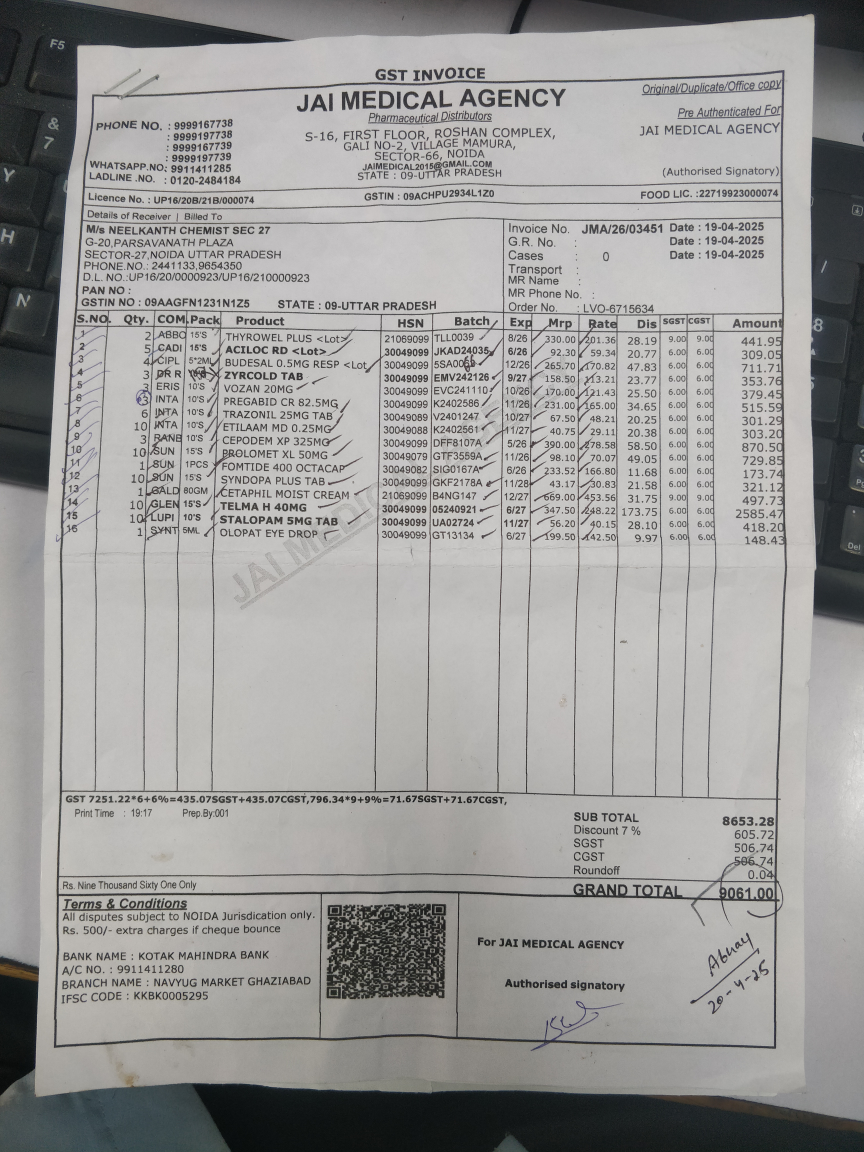 GST INVOICE
Original/Duplicate/Office copy
JAI MEDICAL AGENCY
Pharmaceutical Distributors
S-16, FIRST FLOOR, ROSHAN COMPLEX,
GALI NO-2, VILLAGE MAMURA,
SECTOR-66, NOIDA
JAIMEDICAL2015@GMAIL.COM
STATE : 09-UTTAR PRADESH
PHONE NO. : 9999167738
: 9999197738
: 9999167739
: 9999197739
WHATSAPP.NO: 9911411285
LADLINE .NO. : 0120-2484184
Pre Authenticated For
JAI MEDICAL AGENCY
(Authorised Signatory)
Licence No. : UP16/20B/21B/000074 GSTIN : 09ACHPU2934L1Z0 FOOD LIC. :22719923000074
Details of Receiver | Billed To
M/s NEELKANTH CHEMIST SEC 27
G-20,PARSAVANATH PLAZA
SECTOR-27,NOIDA UTTAR PRADESH
PHONE.NO.: 2441133,9654350
D.L. NO.:UP16/20/0000923/UP16/210000923
PAN NO :
GSTIN NO : 09AAGFN1231N1Z5 STATE : 09-UTTAR PRADESH
Invoice No. JMA/26/03451 Date : 19-04-2025
G.R. No. : Date : 19-04-2025
Cases : 0 Date : 19-04-2025
Transport :
MR Name :
MR Phone No. :
Order No.: LVO-6715634
S.NO. Qty. COM. Pack Product HSN Batch Exp Mrp Rate Dis SGST CGST Amount
1 2 ABBO 15'S THYROWEL PLUS <Lot> 21069099 TLL0039 8/26 330.00 201.36 28.19 9.00 9.00 441.95
2 5 CADI 15'S ACILOC RD <Lot> 30049099 JKAD24035 6/26 92.30 59.34 20.77 6.00 6.00 309.05
3 4 CIPL 5*2ML BUDESAL 0.5MG RESP <Lot 30049099 12/26 265.70 170.82 47.83 6.00 6.00 711.71
4 3 DR R ZYRCOLD TAB 30049099 EMV242126 9/27 158.50 113.21 23.77 6.00 6.00 353.76
5 3 ERIS 10'S VOZAN 20MG 30049099 EVC241110 10/26 170.00 121.43 25.50 6.00 6.00 379.45
6 3 INTA 10'S PREGABID CR 82.5MG 30049099 K2402586 11/26 231.00 165.00 34.65 6.00 6.00 515.59
7 6 INTA 10'S TRAZONIL 25MG TAB 30049089 V2401247 10/27 67.50 48.21 20.25 6.00 6.00 301.29
8 10 INTA 10'S ETILAAM MD 0.25MG 30049088 K2402561 11/27 40.75 29.11 20.38 6.00 6.00 303.20
9 3 RANB 10'S CEPODEM XP 325MG 30049099 DFF8107A 5/26 390.00 278.58 58.50 6.00 6.00 870.50
10 10 SUN 15'S PROLOMET XL 50MG 30049079 GTF3559A 11/26 98.10 70.07 49.05 6.00 6.00 729.85
11 1 SUN 1PCS FOMTIDE 400 OCTACAP 30049082 SIG0167A 6/26 233.52 166.80 11.68 6.00 6.00 173.74
12 10 SUN 15'S SYNDOPA PLUS TAB 30049099 GKF2178A 11/28 43.17 30.83 21.58 6.00 6.00 321.12
13 1 GALD 80GM CETAPHIL MOIST CREAM 21069099 B4NG147 12/27 669.00 453.56 31.75 9.00 9.00 497.73
14 10 GLEN 15'S TELMA H 40MG 30049099 05240921 6/27 347.50 248.22 173.75 6.00 6.00 2585.47
15 10 LUPI 10'S STALOPAM 5MG TAB 30049099 UA02724 11/27 56.20 40.15 28.10 6.00 6.00 418.20
16 1 SYNT 5ML OLOPAT EYE DROP 30049099 GT13134 6/27 199.50 142.50 9.97 6.00 6.00 148.43
GST 7251.22*6+6%=435.07SGST+435.07CGST,796.34*9+9%=71.67SGST+71.67CGST,
Print Time : 19:17 Prep.By:001
SUB TOTAL 8653.28
Discount 7 % 605.72
SGST 506.74
CGST 506.74
Roundoff 0.04
Rs. Nine Thousand Sixty One Only
GRAND TOTAL 9061.00
Terms & Conditions
All disputes subject to NOIDA Jurisdication only.
Rs. 500/- extra charges if cheque bounce
BANK NAME : KOTAK MAHINDRA BANK
A/C NO. : 9911411280
BRANCH NAME : NAVYUG MARKET GHAZIABAD
IFSC CODE : KKBK0005295
For JAI MEDICAL AGENCY
Authorised signatory
Abhay
20-4-25